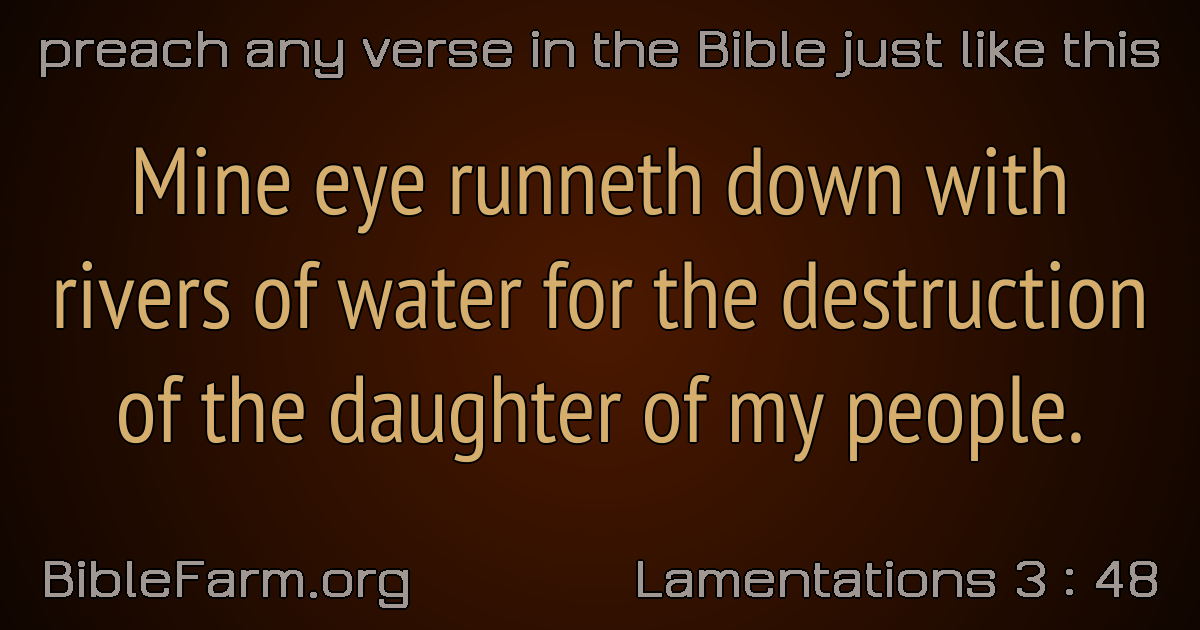 preach any verse in the Bible just like this
Mine eye runneth down with
rivers of water for the destruction
of the daughter of my people.
BibleFarm.org
Lamentations 3 : 48